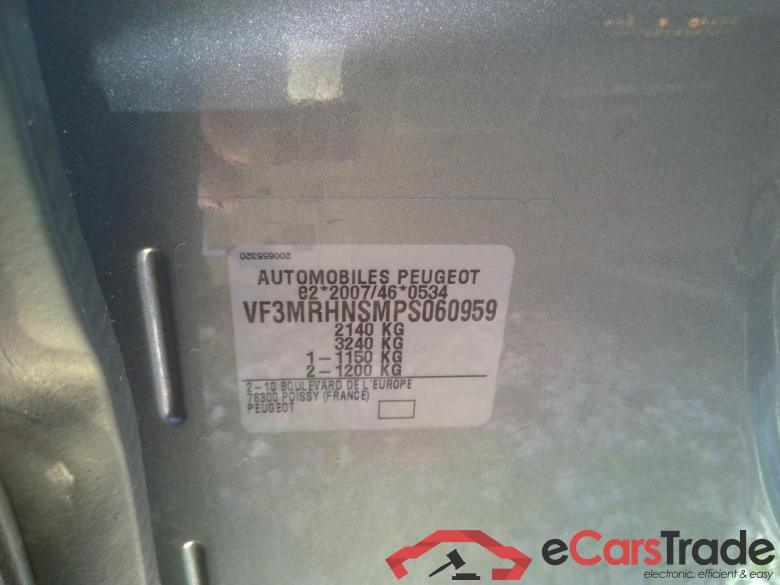 200655320
AUTOMOBILES PEUGEOT
e2*2007/46*0534
VF3MRHNSMPS060959
2140 KG
3240 KG
1-1150 KG
2-1200 KG
2-10 BOULEVARD DE L'EUROPE
78300 POISSY (FRANCE)
PEUGEOT
eCarsTrade
electronic, efficient & easy